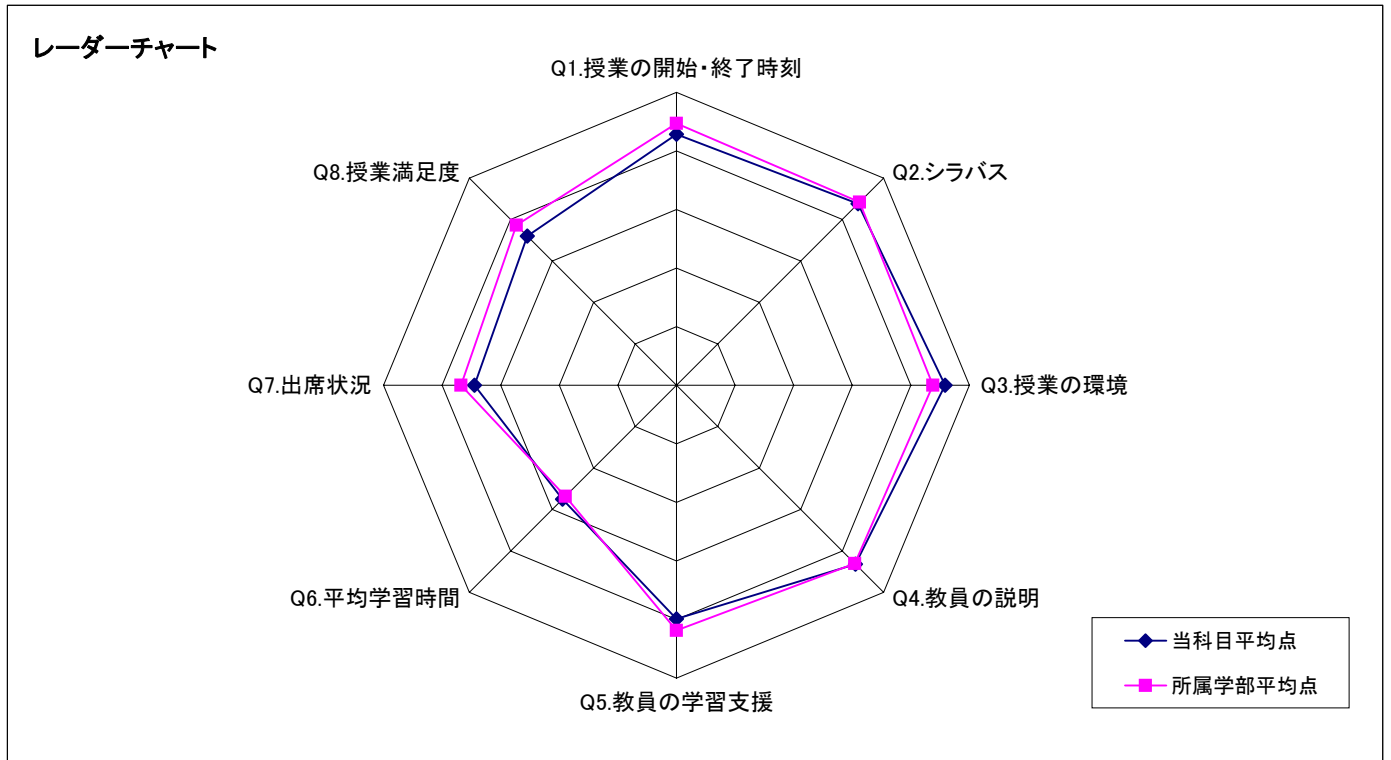 レーダーチャート
Q1.授業の開始・終了時刻
Q2.シラバス
Q3.授業の環境
Q4.教員の説明
Q5.教員の学習支援
Q6.平均学習時間
Q7.出席状況
Q8.授業満足度
当科目平均点
所属学部平均点